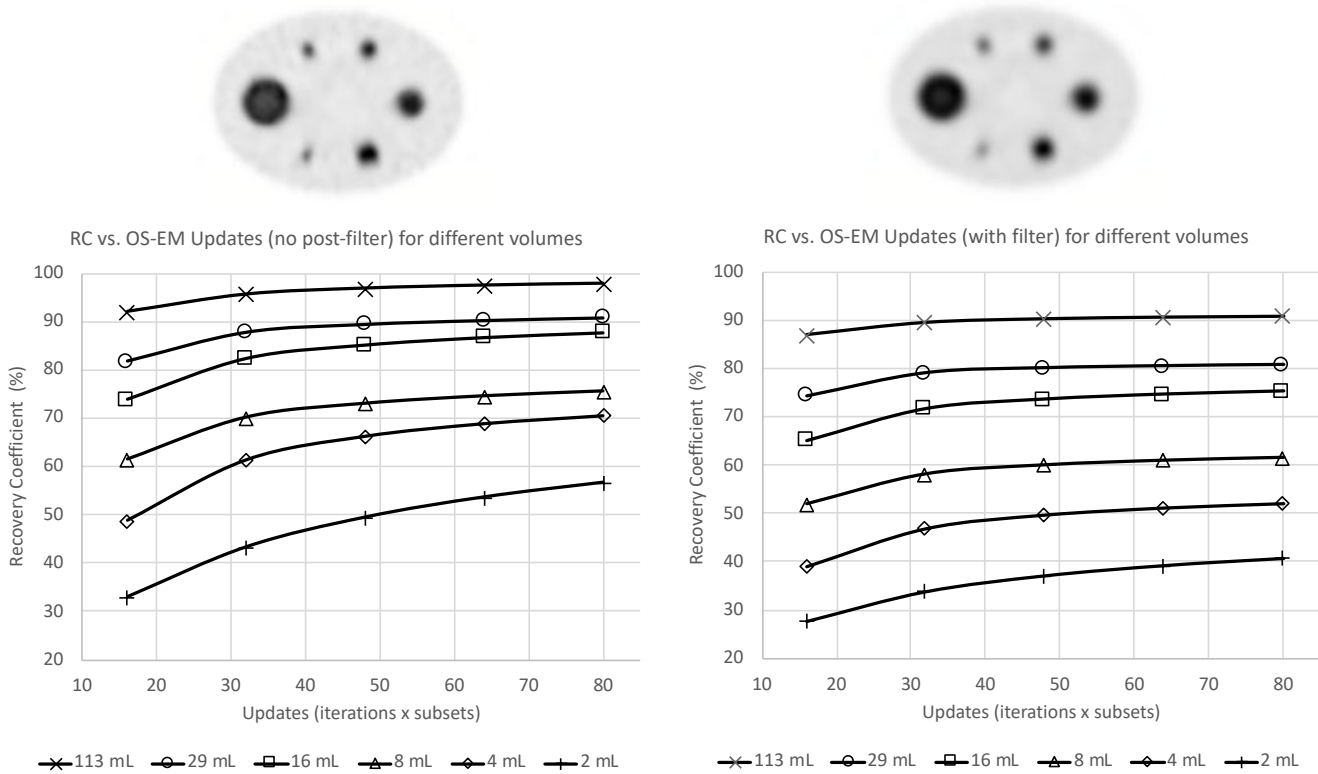 RC vs. OS-EM Updates (no post-filter) for different volumes
100
90
80
70
60
50
40
30
20
Recovery Coefficient (%)
10 20 30 40 50 60 70 80
Updates (iterations x subsets)
113 mL 29 mL 16 mL 8 mL 4 mL 2 mL
RC vs. OS-EM Updates (with filter) for different volumes
100
90
80
70
60
50
40
30
20
Recovery Coefficient (%)
10 20 30 40 50 60 70 80
Updates (iterations x subsets)
113 mL 29 mL 16 mL 8 mL 4 mL 2 mL